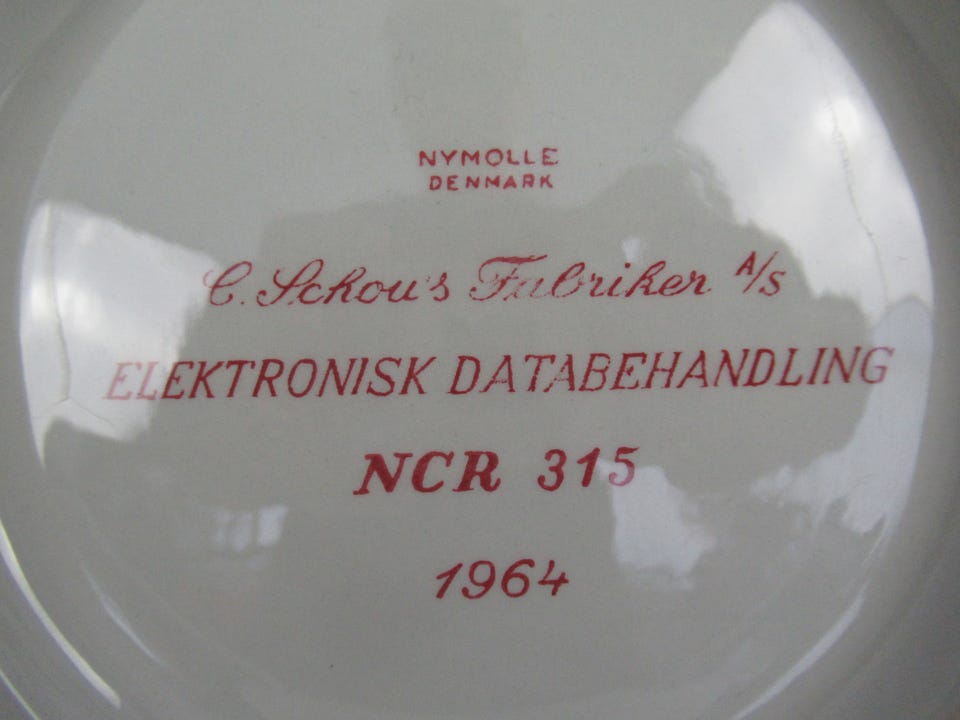 NYMOLLE
DENMARK
C. Schou's Fabriker A/S
ELEKTRONISK DATABEHANDLING
NCR 315
1964